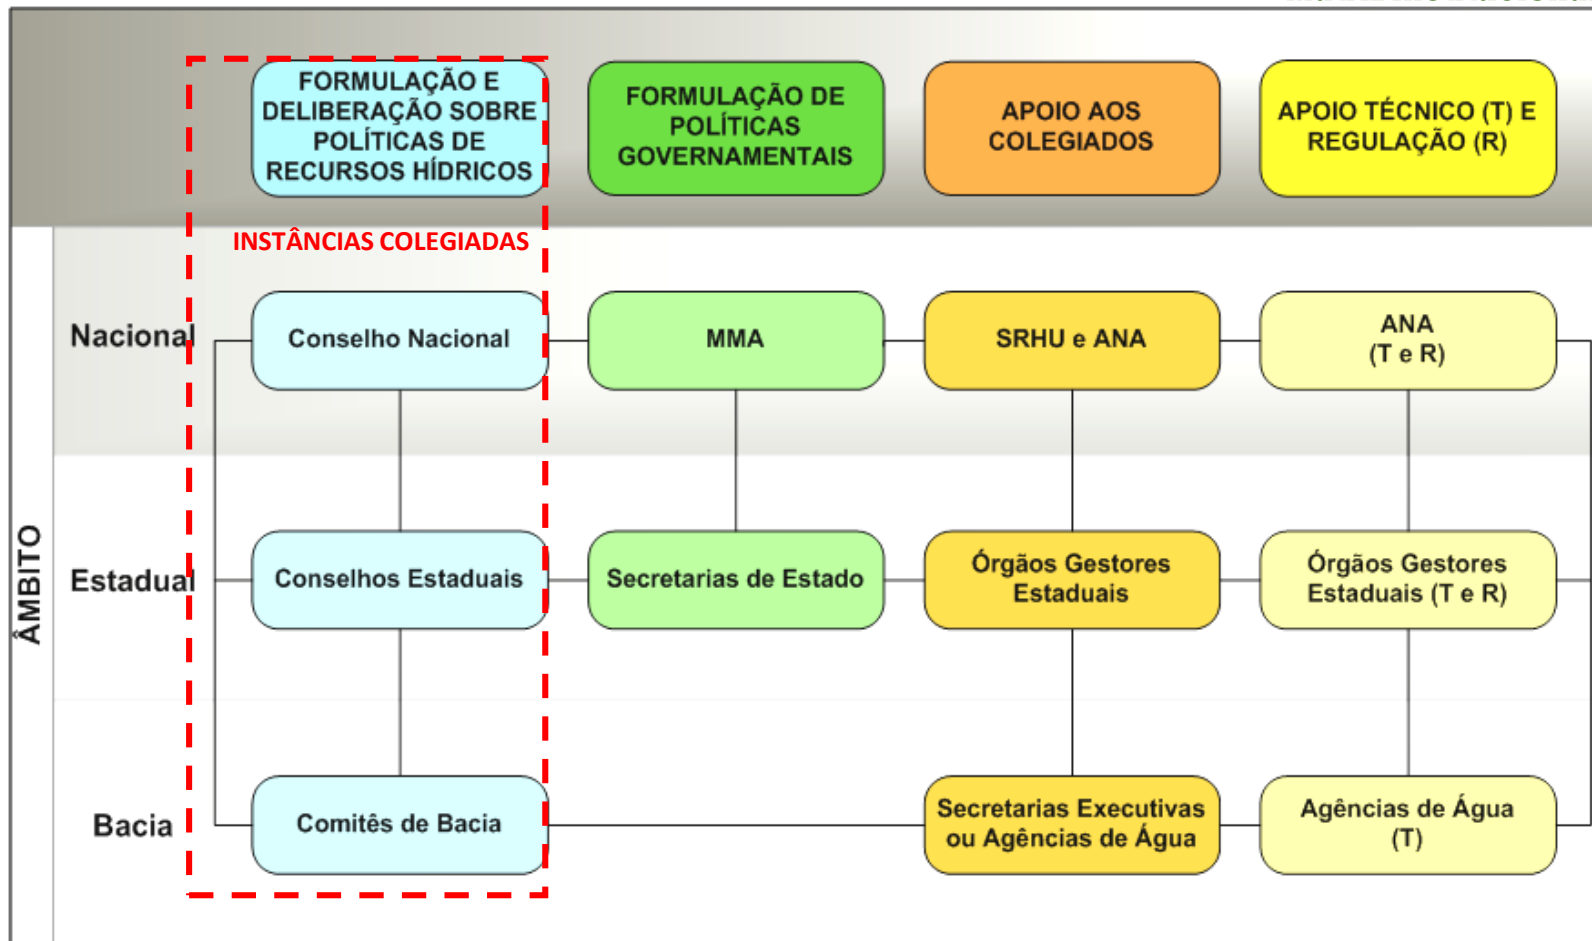 FORMULAÇÃO E
DELIBERAÇÃO SOBRE
POLÍTICAS DE
RECURSOS HÍDRICOS
FORMULAÇÃO DE
POLÍTICAS
GOVERNAMENTAIS
APOIO AOS
COLEGIADOS
APOIO TÉCNICO (T) E
REGULAÇÃO (R)
INSTÂNCIAS COLEGIADAS
ÂMBITO
Nacional
Conselho Nacional
MMA
SRHU e ANA
ANA
(T e R)
Estadual
Conselhos Estaduais
Secretarias de Estado
Órgãos Gestores
Estaduais
Órgãos Gestores
Estaduais (T e R)
Bacia
Comitês de Bacia
Secretarias Executivas
ou Agências de Água
Agências de Água
(T)